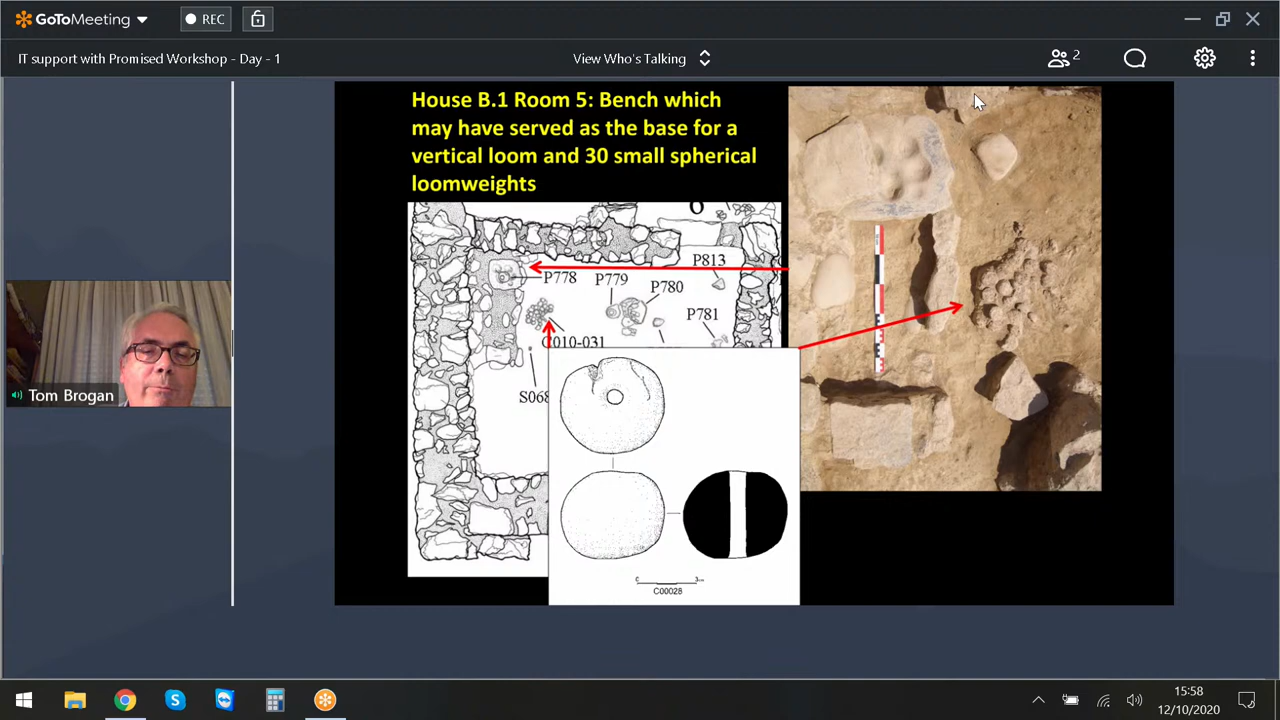 GoToMeeting
REC
IT support with Promised Workshop - Day - 1
View Who's Talking
2
House B.1 Room 5: Bench which
may have served as the base for a
vertical loom and 30 small spherical
loomweights
6
P813
P778
P779
P780
P781
C010-031
S068
0
C00028
Tom Brogan
15:58
12/10/2020